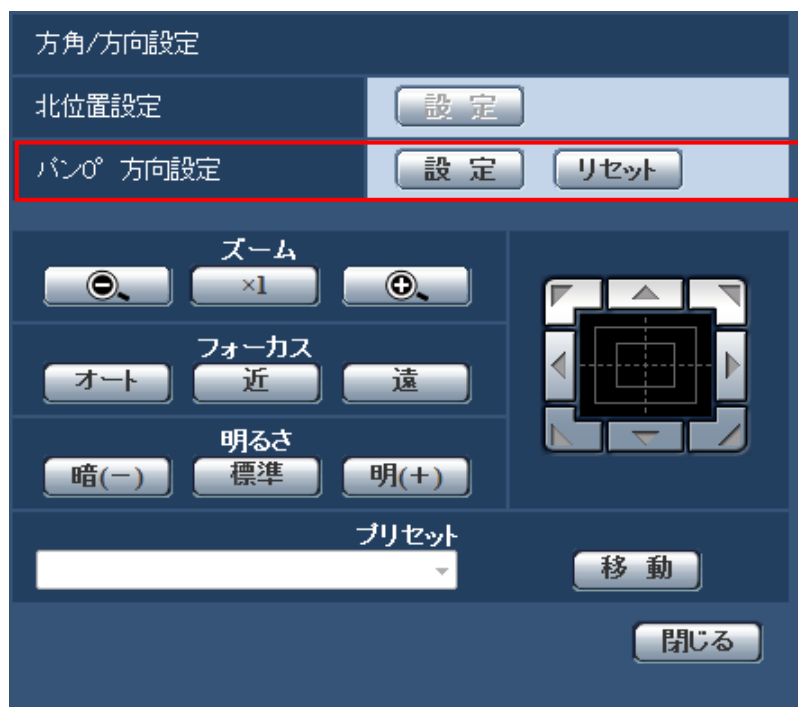 方角/方向設定
北位置設定 設 定
パン0° 方向設定 設 定 リセット
ズーム
×1
フォーカス
オート 近 遠
明るさ
暗(-) 標準 明(+)
プリセット
移 動
閉じる